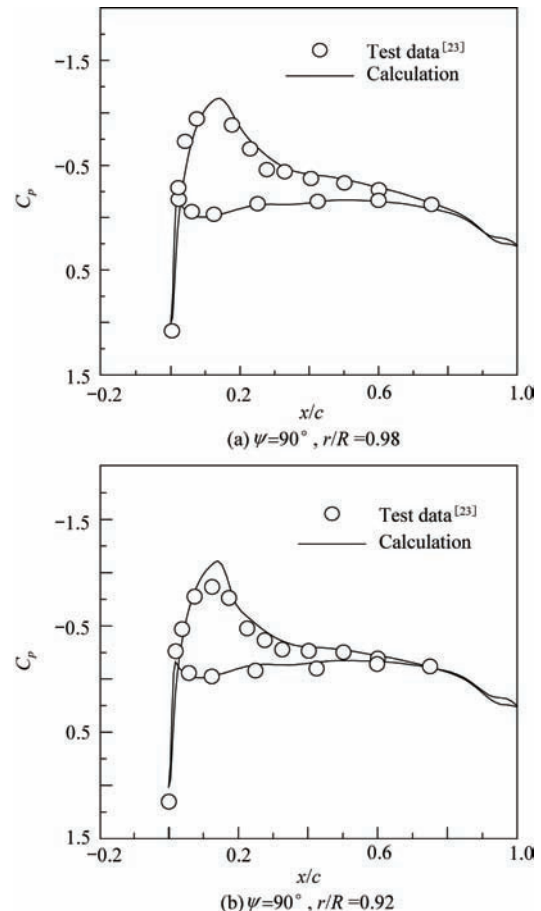 Test data[23]
Calculation
−1.5
−0.5
0.5
1.5
Cp
−0.2
0.2
0.6
1.0
x/c
(a) ψ=90°, r/R=0.98
Test data[23]
Calculation
−1.5
−0.5
0.5
1.5
Cp
−0.2
0.2
0.6
1.0
x/c
(b) ψ=90°, r/R=0.92